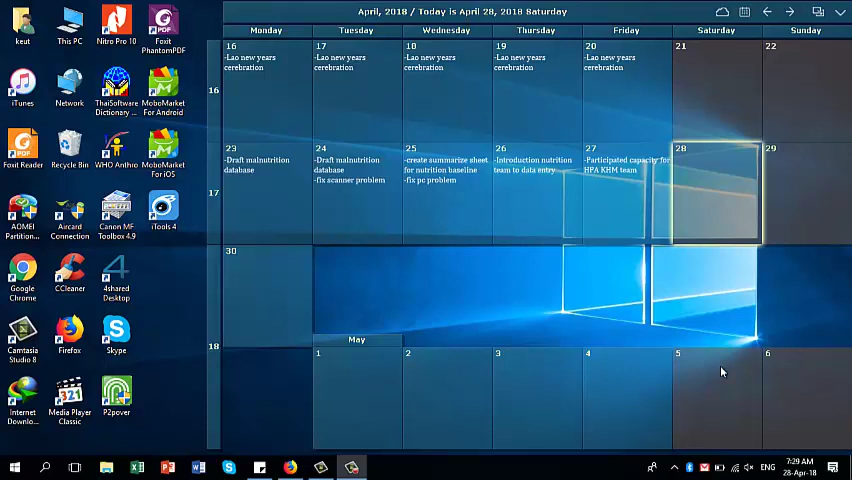 April, 2018 / Today is April 28, 2018 Saturday
Monday Tuesday Wednesday Thursday Friday Saturday Sunday
16 17 18 19 20 21 22
-Lao new years cerebration
-Lao new years cerebration
-Lao new years cerebration
-Lao new years cerebration
-Lao new years cerebration
16
23 24 25 26 27 28 29
-Draft malnutrition database
-Draft malnutrition database
-fix scanner problem
-create summarize sheet for nutrition baseline
-fix pc problem
-Introduction nutrition team to data entry
-Participated capacity for HFA KHM team
17
30
May
18
1 2 3 4 5 6
keut
This PC
Nitro Pro 10
Foxit PhantomPDF
iTunes
Network
ThaiSoftware Dictionary ...
MoboMarket For Android
Foxit Reader
Recycle Bin
WHO Anthro
MoboMarket For iOS
AOMEI Partition...
Aircard Connection
Canon MF Toolbox 4.9
iTools 4
Google Chrome
CCleaner
4shared Desktop
Camtasia Studio 8
Firefox
Skype
Internet Downlo...
Media Player Classic
P2pover
321
ENG
7:29 AM
28-Apr-18